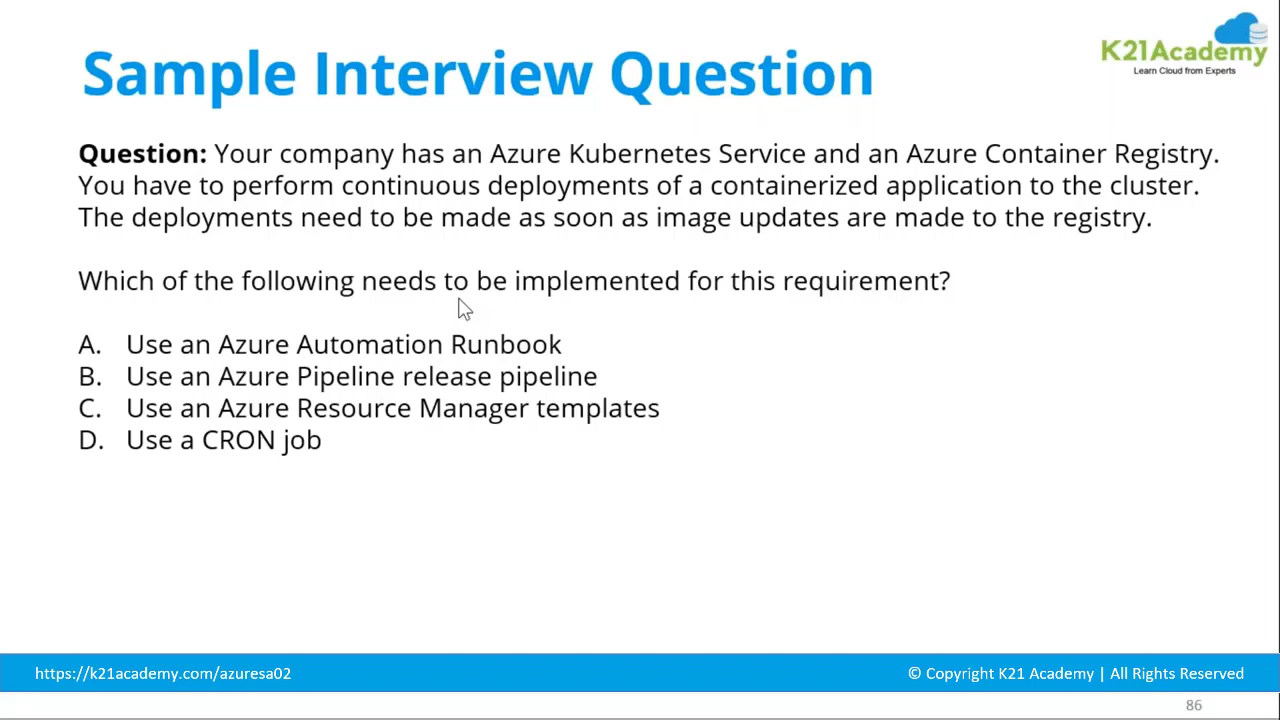 K21Academy
Learn Cloud from Experts
Sample Interview Question
Question: Your company has an Azure Kubernetes Service and an Azure Container Registry.
You have to perform continuous deployments of a containerized application to the cluster.
The deployments need to be made as soon as image updates are made to the registry.
Which of the following needs to be implemented for this requirement?
A. Use an Azure Automation Runbook
B. Use an Azure Pipeline release pipeline
C. Use an Azure Resource Manager templates
D. Use a CRON job
https://k21academy.com/azuresa02
© Copyright K21 Academy | All Rights Reserved
86